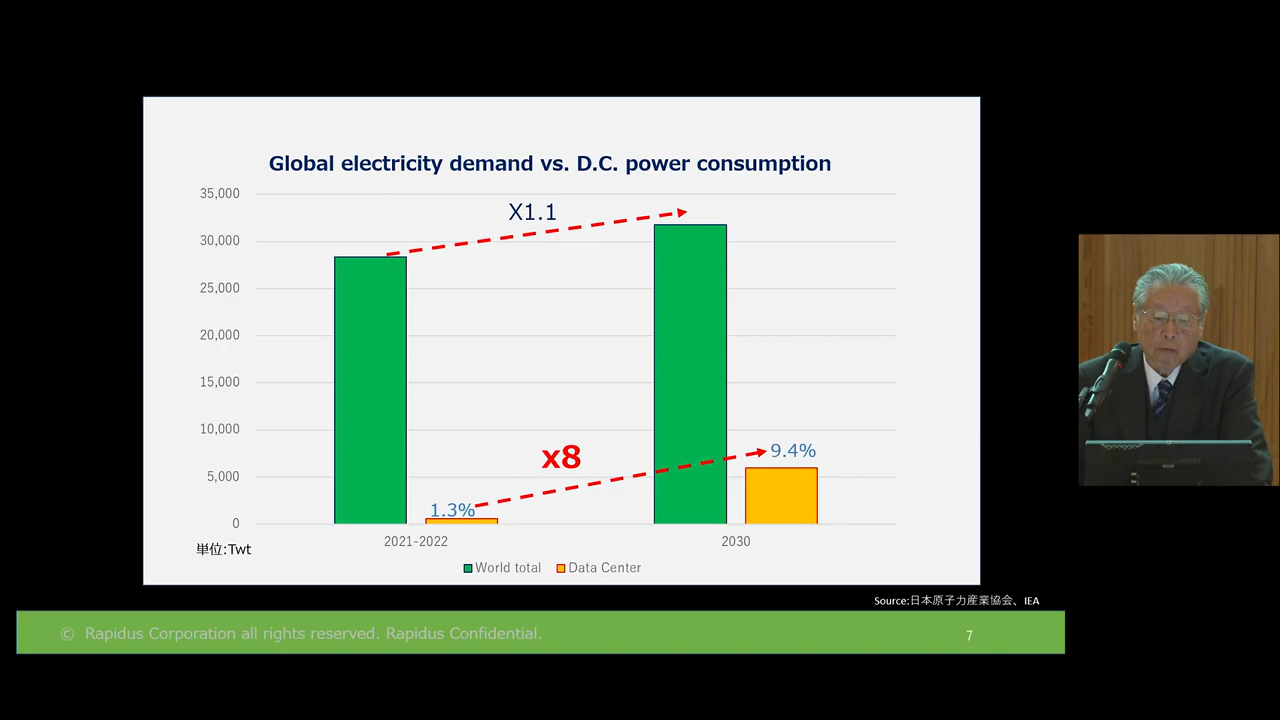 Global electricity demand vs. D.C. power consumption
35,000
30,000
25,000
20,000
15,000
10,000
5,000
0
X1.1
x8
1.3%
9.4%
2021-2022
2030
単位:Twt
World total
Data Center
Source:日本原子力産業協会、IEA
© Rapidus Corporation all rights reserved. Rapidus Confidential.
7